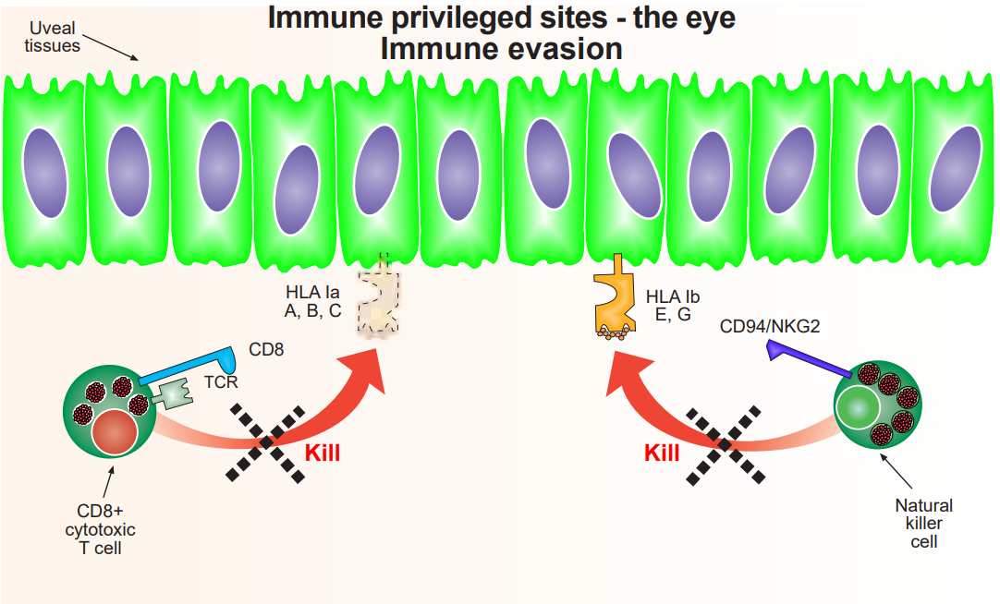 Immune privileged sites - the eye
Immune evasion
Uveal
tissues
HLA Ia
A, B, C
HLA Ib
E, G
CD94/NKG2
CD8
TCR
Kill
Kill
CD8+
cytotoxic
T cell
Natural
killer
cell